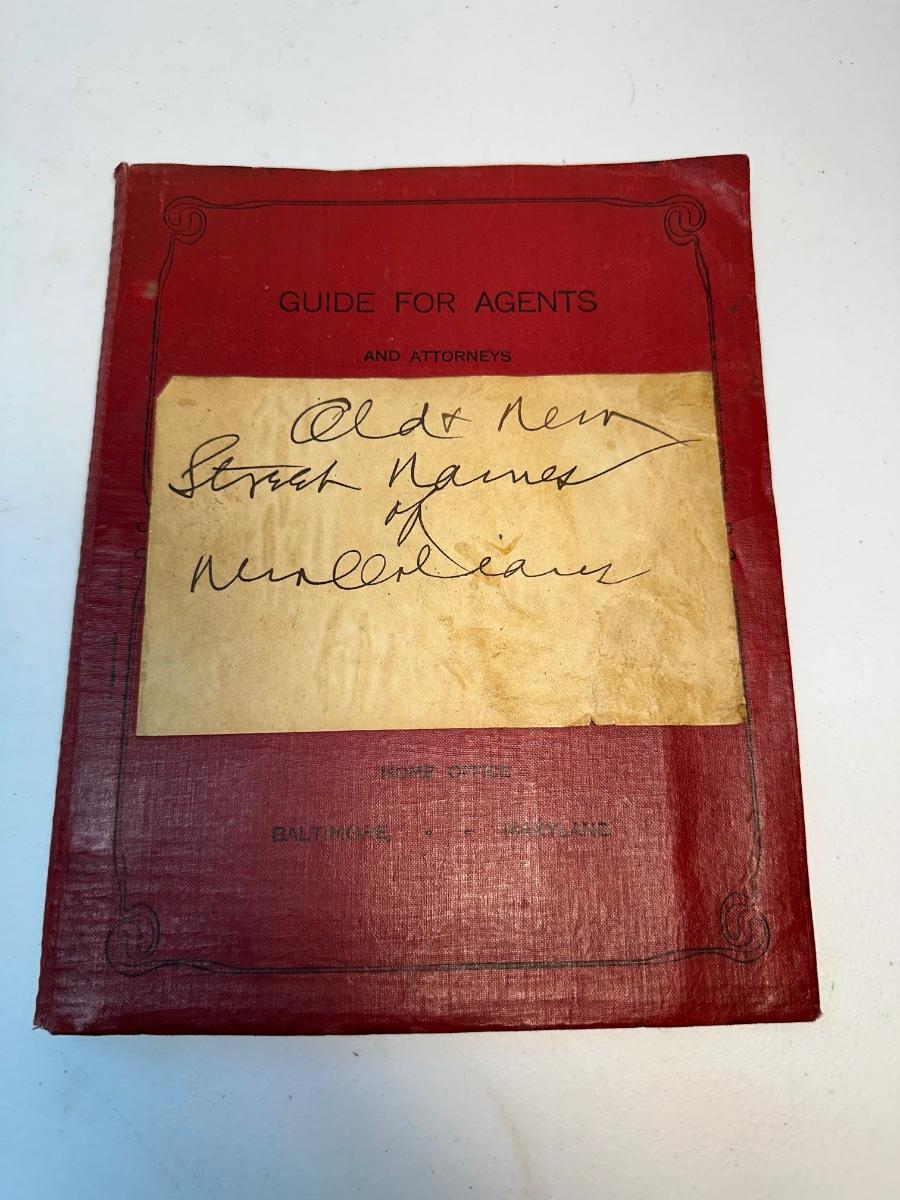 GUIDE FOR AGENTS
AND ATTORNEYS
Old & New
Street Names
of
New Orleans
HOME OFFICE
BALTIMORE, - - MARYLAND